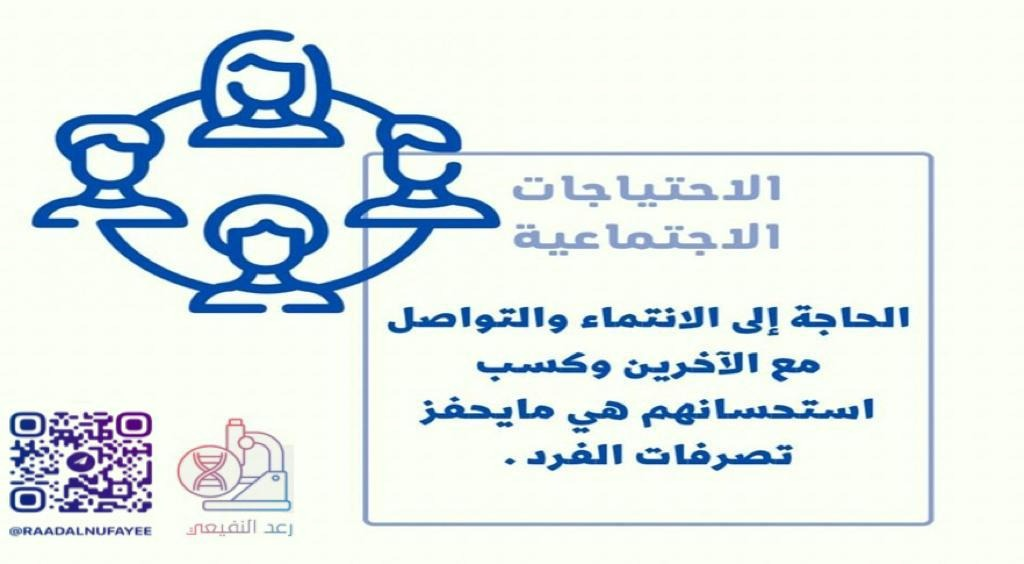 الاحتياجات
الاجتماعية
الحاجة إلى الانتماء والتواصل
مع الآخرين وكسب
استحسانهم هي مايحفز
تصرفات الفرد .
@RAADALNUFAYEE
رعد النفيعي